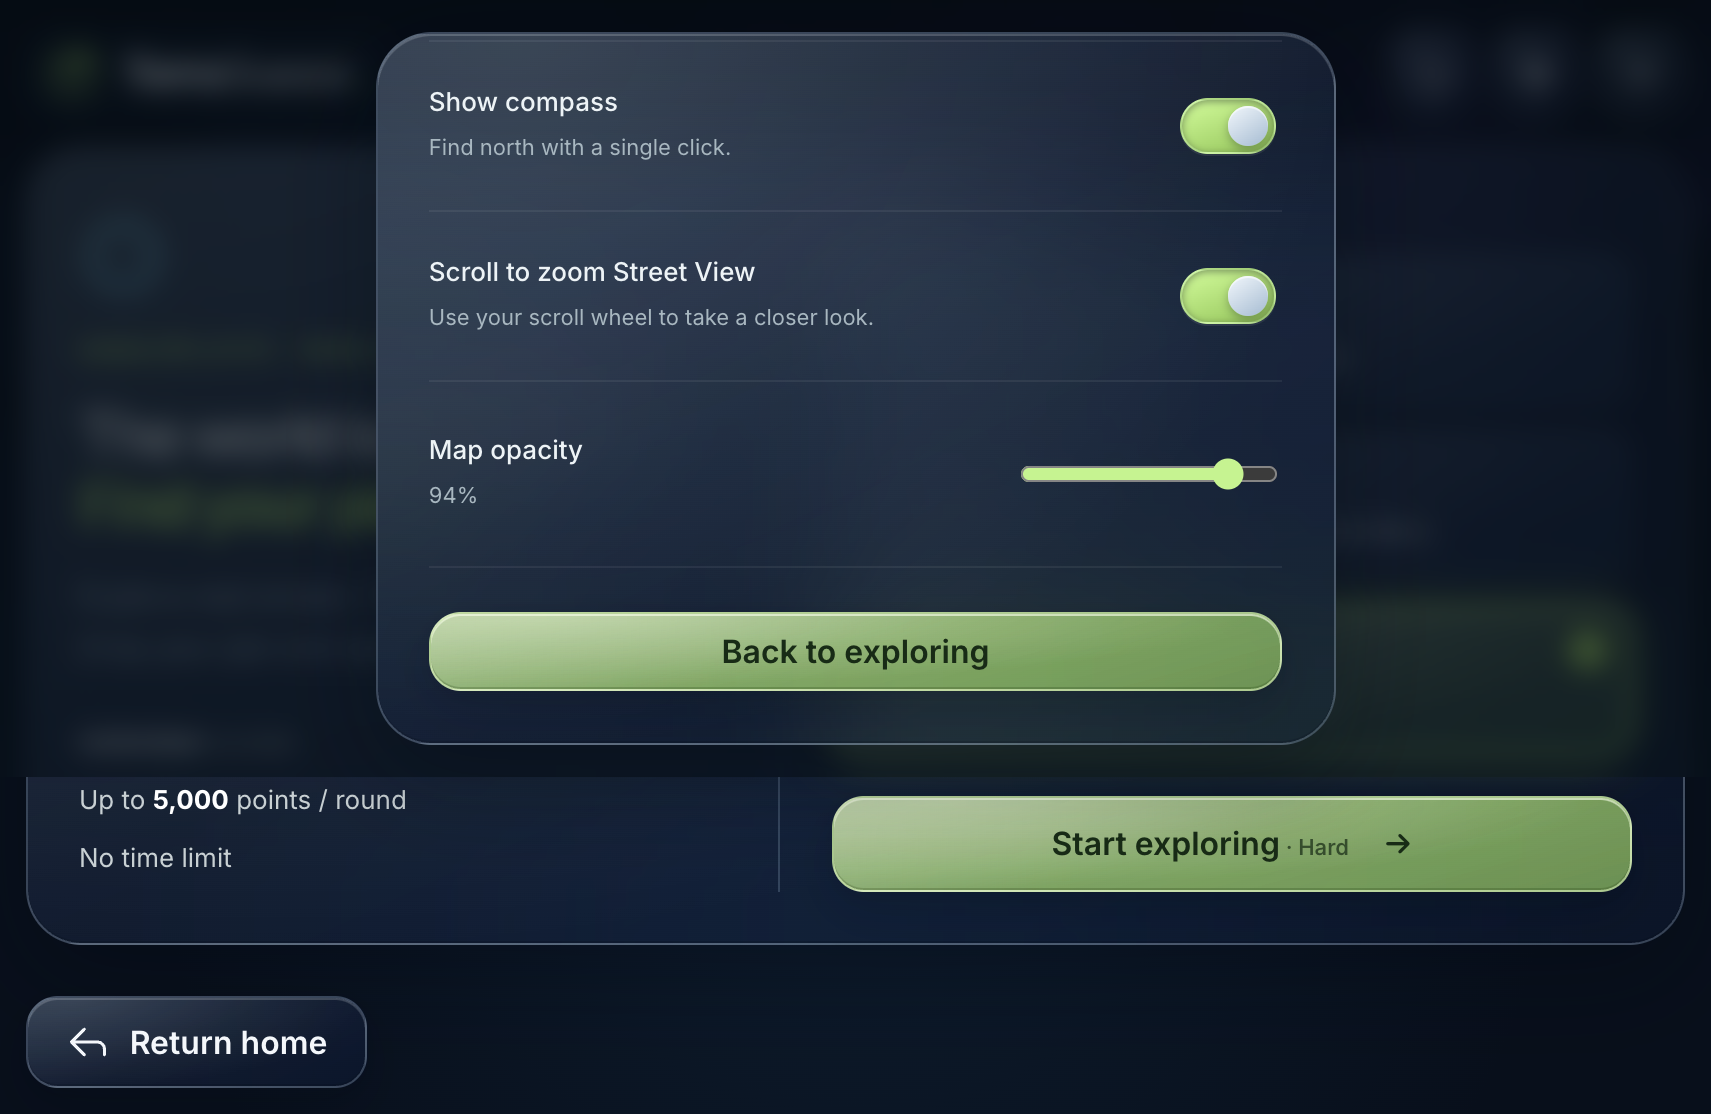 Show compass
Find north with a single click.
Scroll to zoom Street View
Use your scroll wheel to take a closer look.
Map opacity
94%
Back to exploring
Up to 5,000 points / round
No time limit
Start exploring · Hard →
Return home